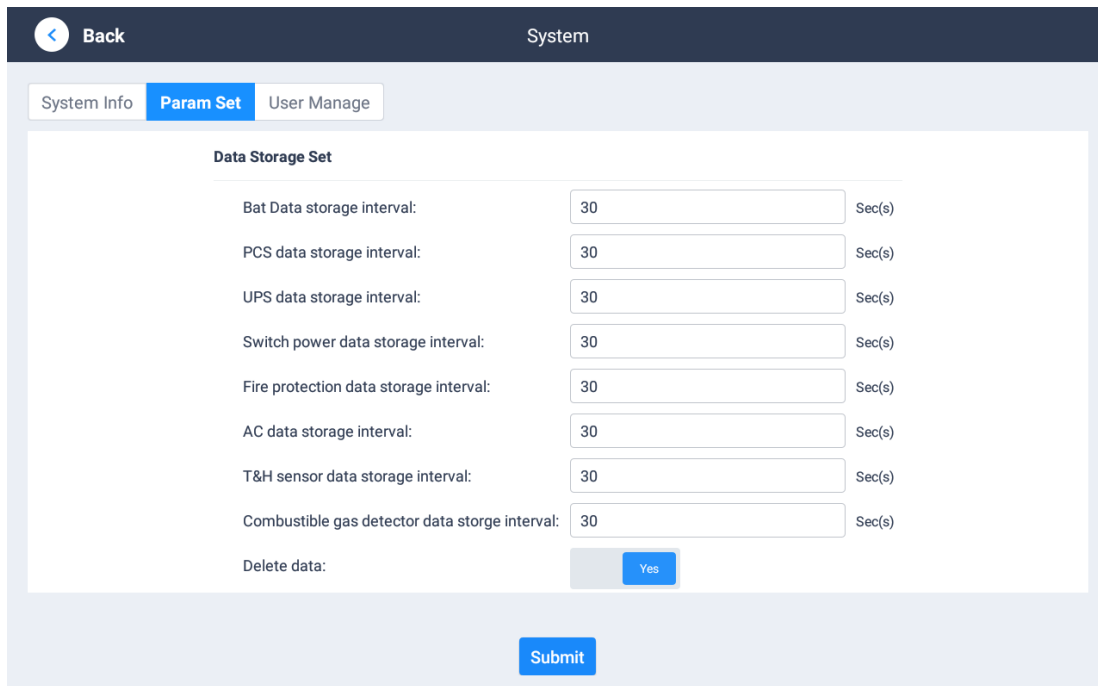 Back
System
System Info Param Set User Manage
Data Storage Set
Bat Data storage interval: 30 Sec(s)
PCS data storage interval: 30 Sec(s)
UPS data storage interval: 30 Sec(s)
Switch power data storage interval: 30 Sec(s)
Fire protection data storage interval: 30 Sec(s)
AC data storage interval: 30 Sec(s)
T&H sensor data storage interval: 30 Sec(s)
Combustible gas detector data storge interval: 30 Sec(s)
Delete data: Yes
Submit